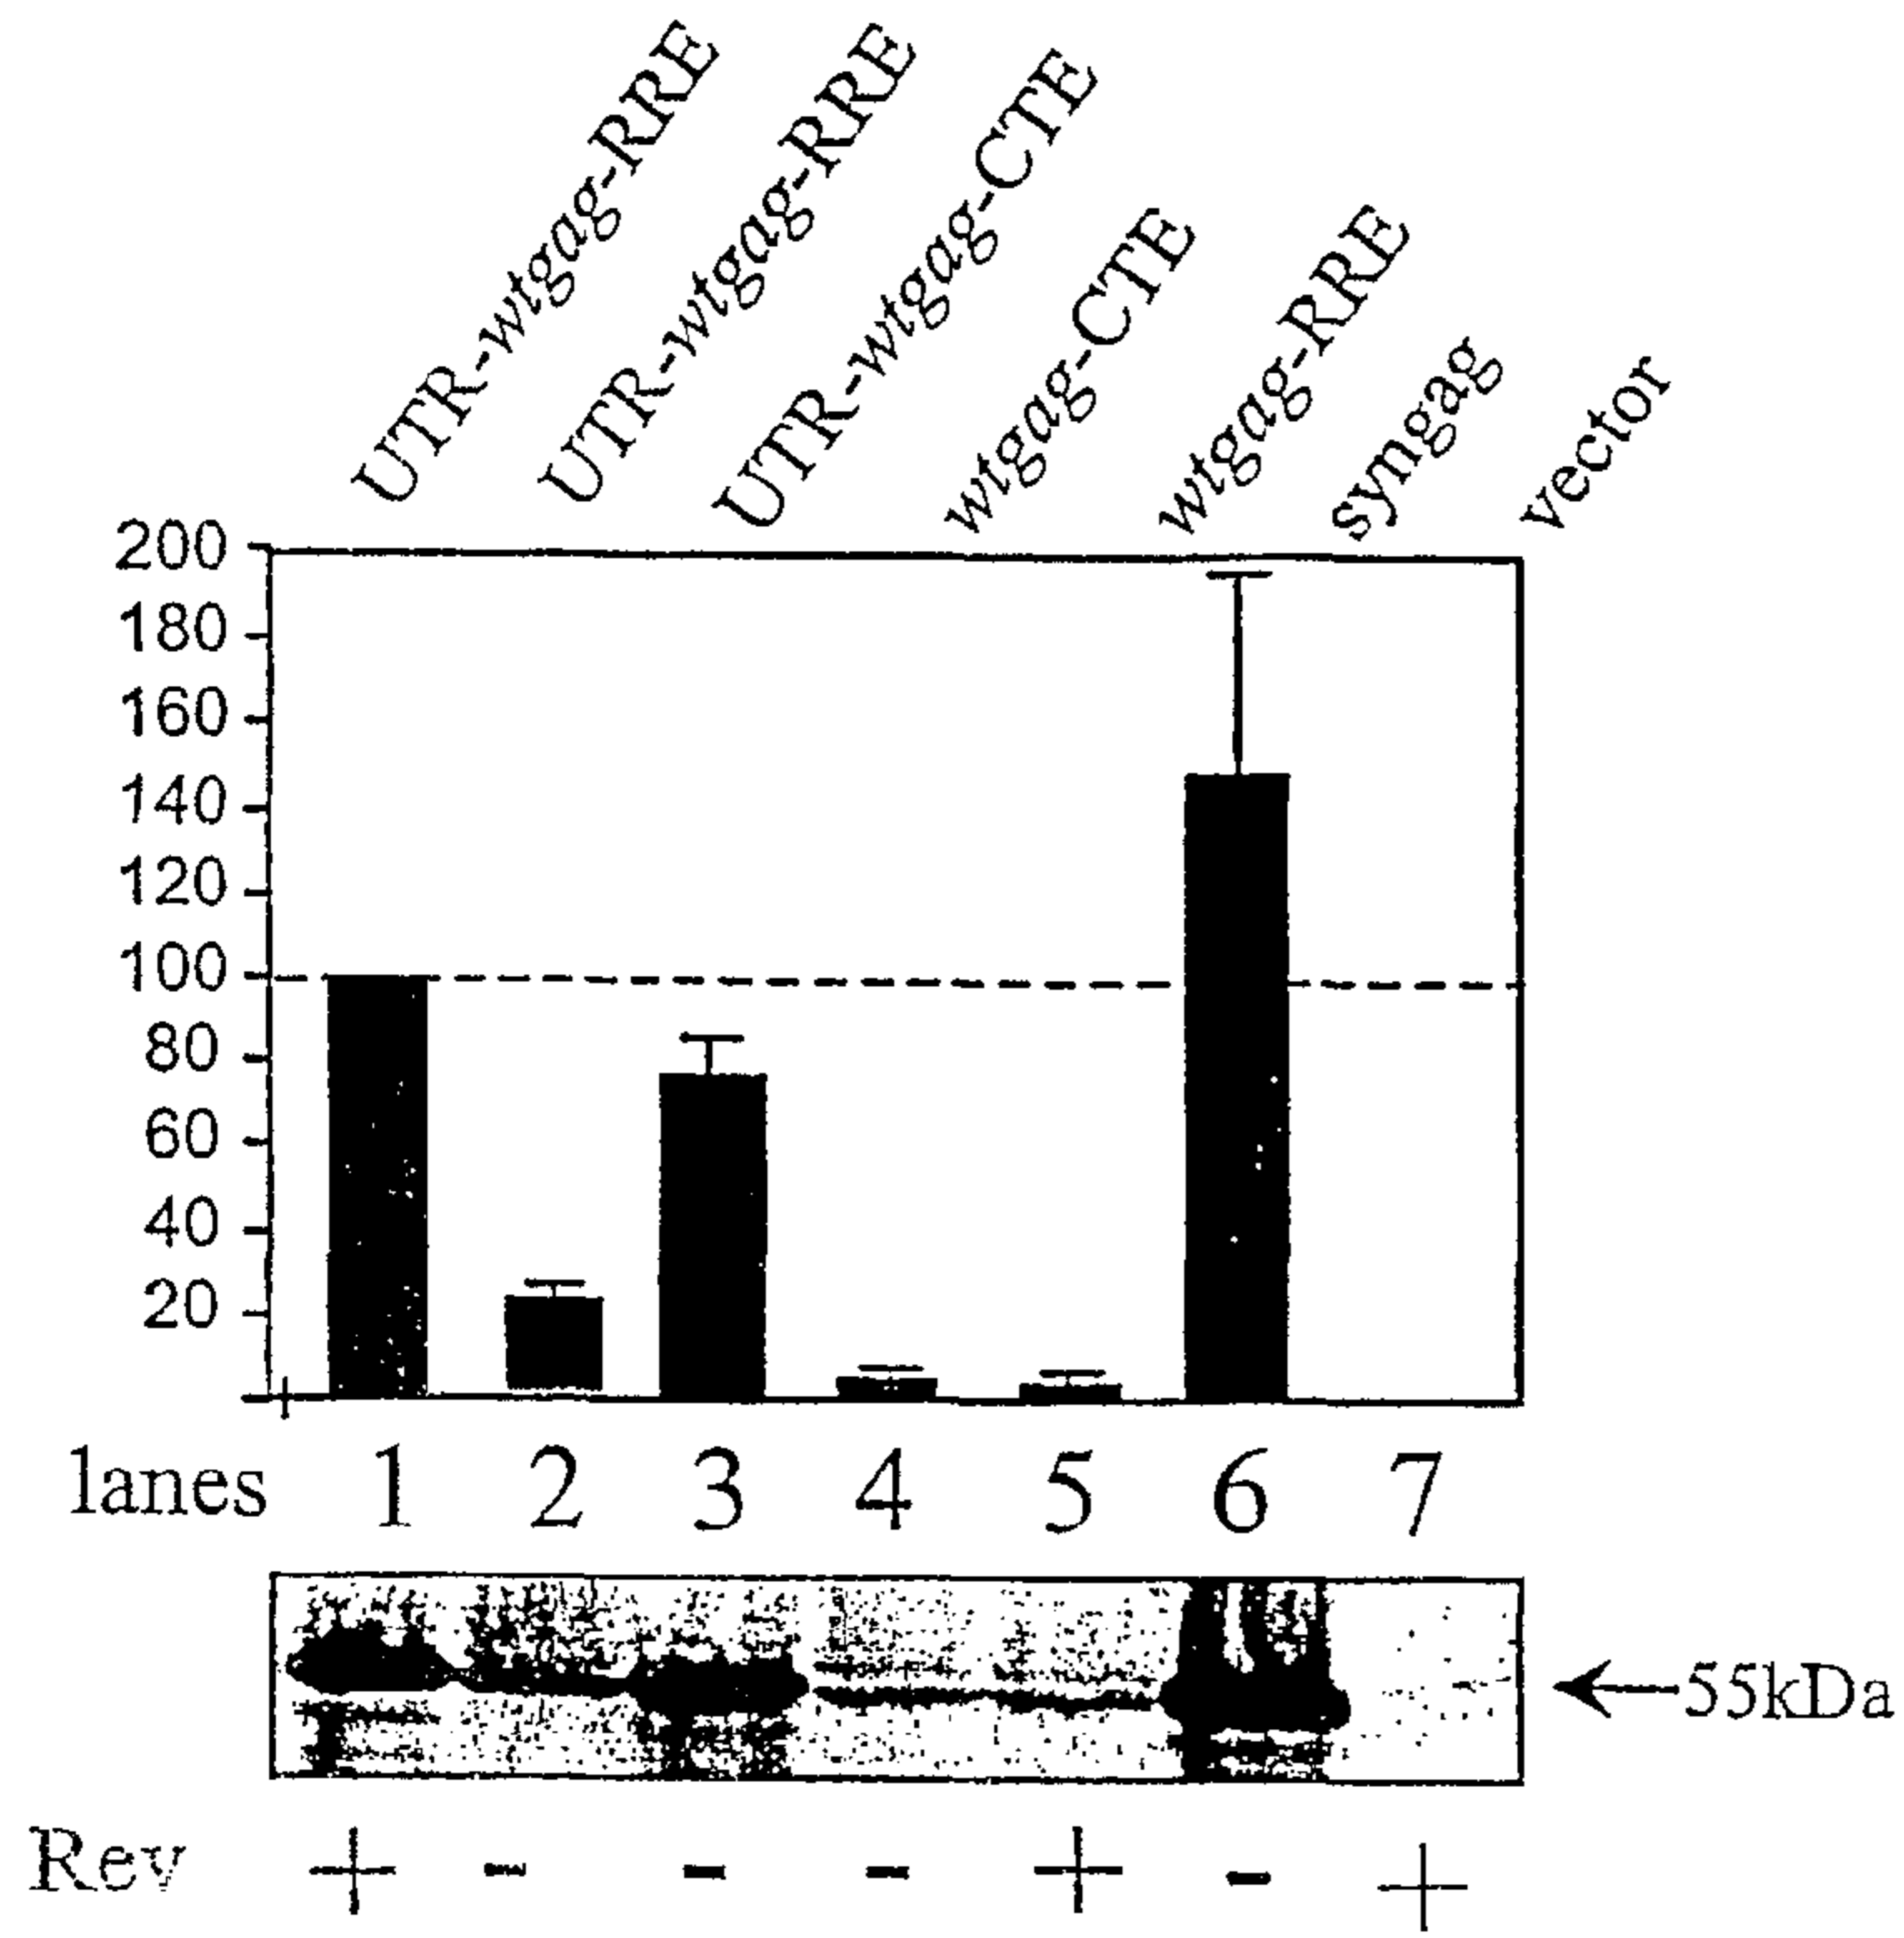 UTR-wtgag-RRE
UTR-wtgag-RRE
UTR-wtgag-CTE
wtgag-CTE
wtgag-RRE
syngag
vector
200
180
160
140
120
100
80
60
40
20
lanes 1 2 3 4 5 6 7
←55kDa
Rev + - - - + - +